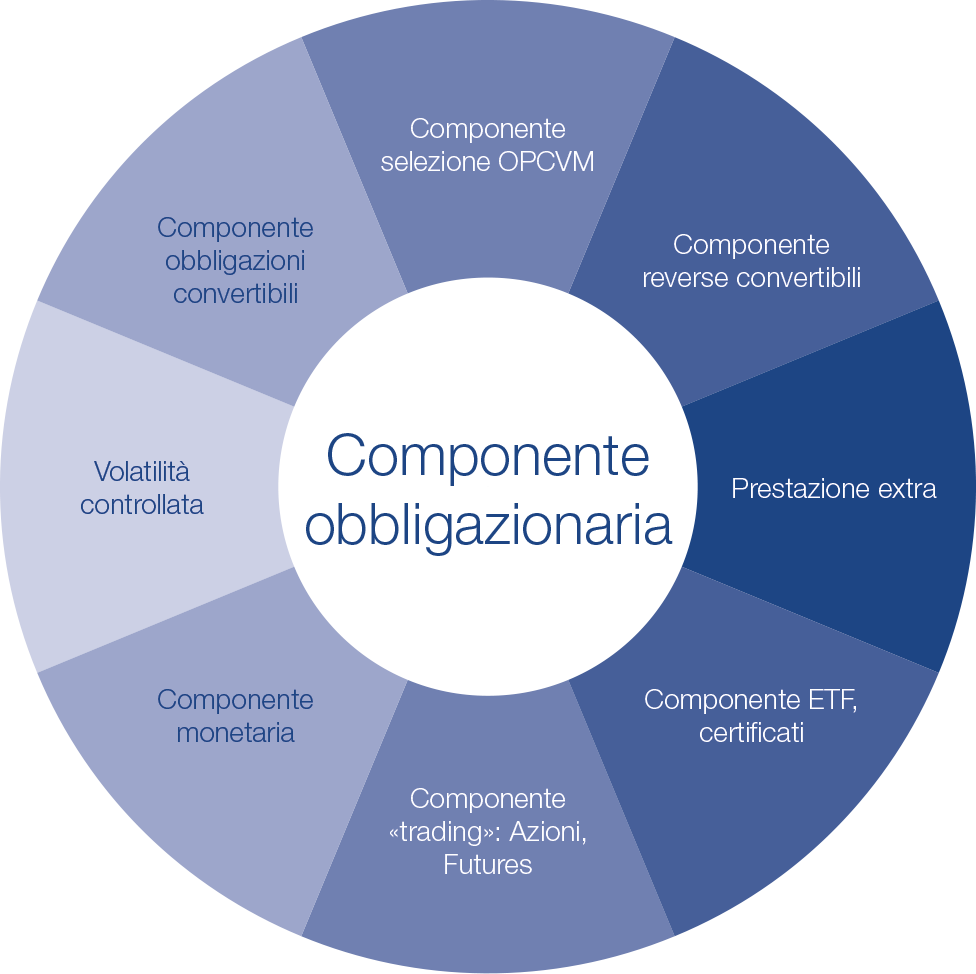 Componente
selezione OPCVM
Componente
reverse convertibili
Prestazione extra
Componente ETF,
certificati
Componente
«trading»: Azioni,
Futures
Componente
monetaria
Volatilità
controllata
Componente
obbligazioni
convertibili
Componente
obbligazionaria